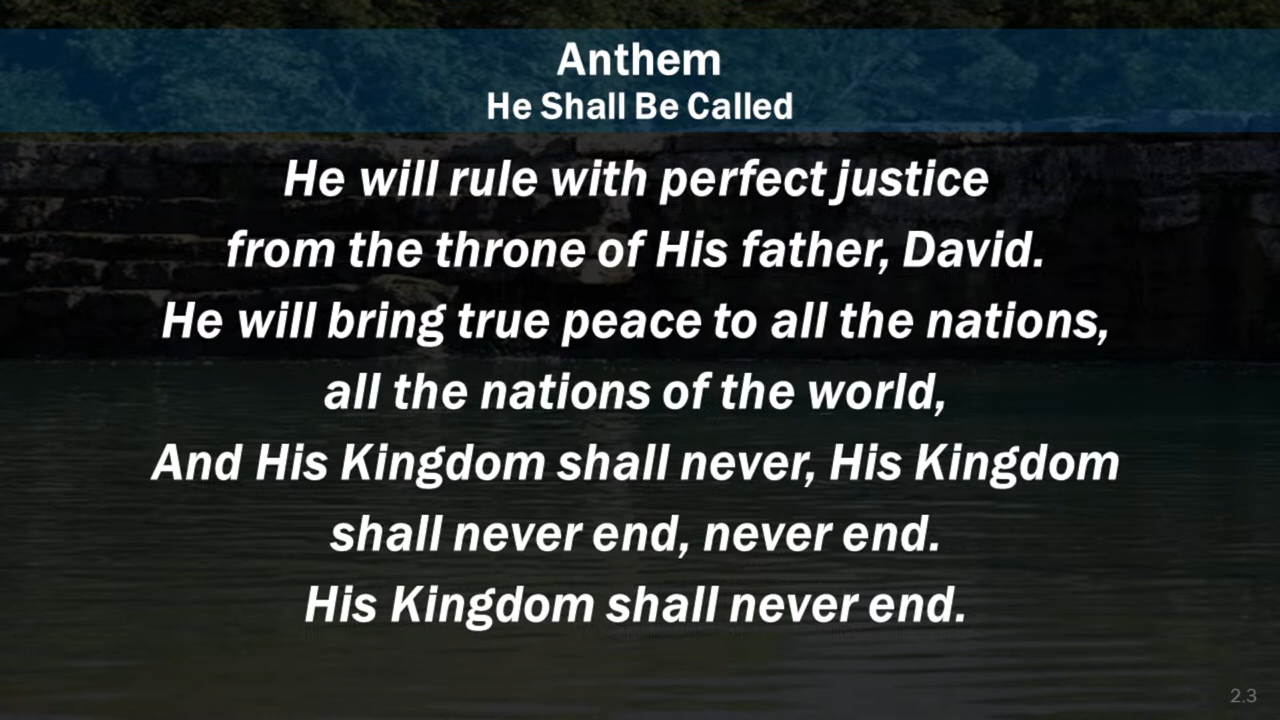 Anthem
He Shall Be Called
He will rule with perfect justice
from the throne of His father, David.
He will bring true peace to all the nations,
all the nations of the world,
And His Kingdom shall never, His Kingdom
shall never end, never end.
His Kingdom shall never end.
2.3